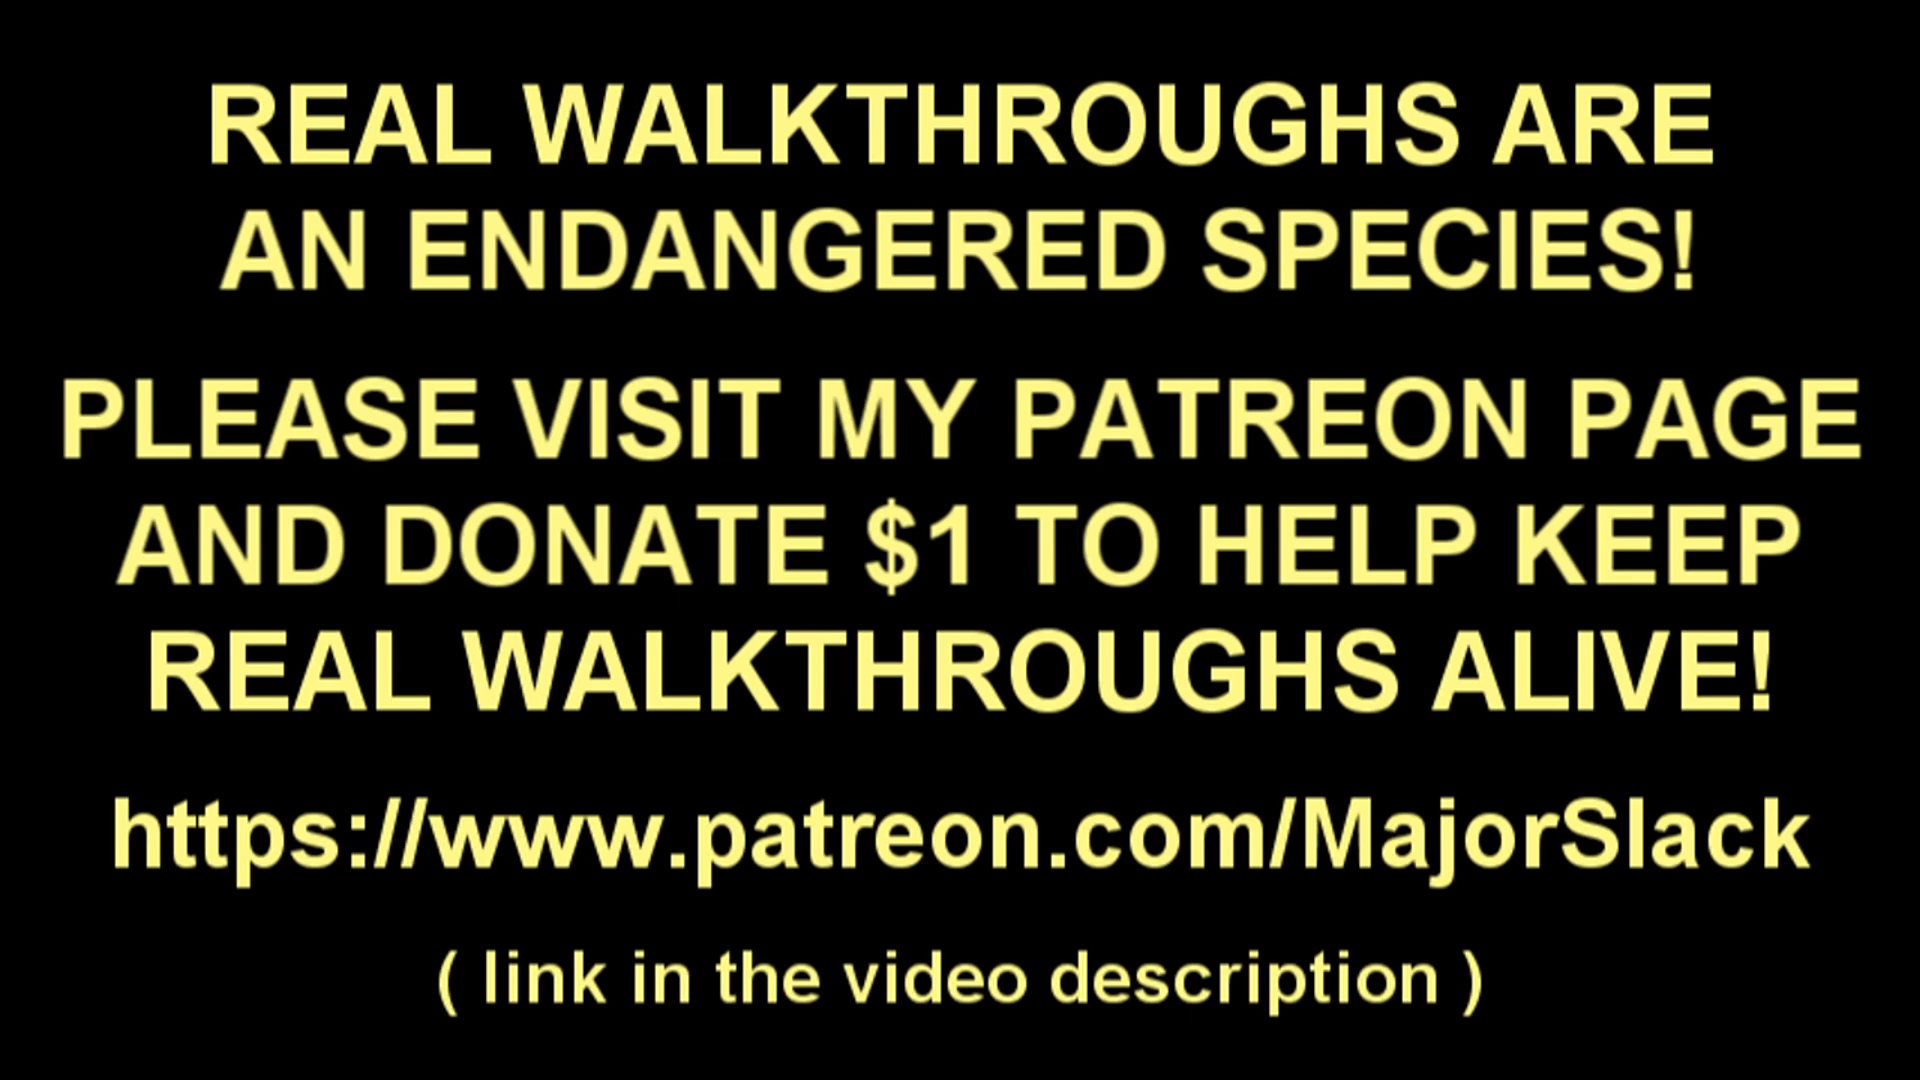 REAL WALKTHROUGHS ARE
AN ENDANGERED SPECIES!
PLEASE VISIT MY PATREON PAGE
AND DONATE $1 TO HELP KEEP
REAL WALKTHROUGHS ALIVE!
https://www.patreon.com/MajorSlack
( link in the video description )